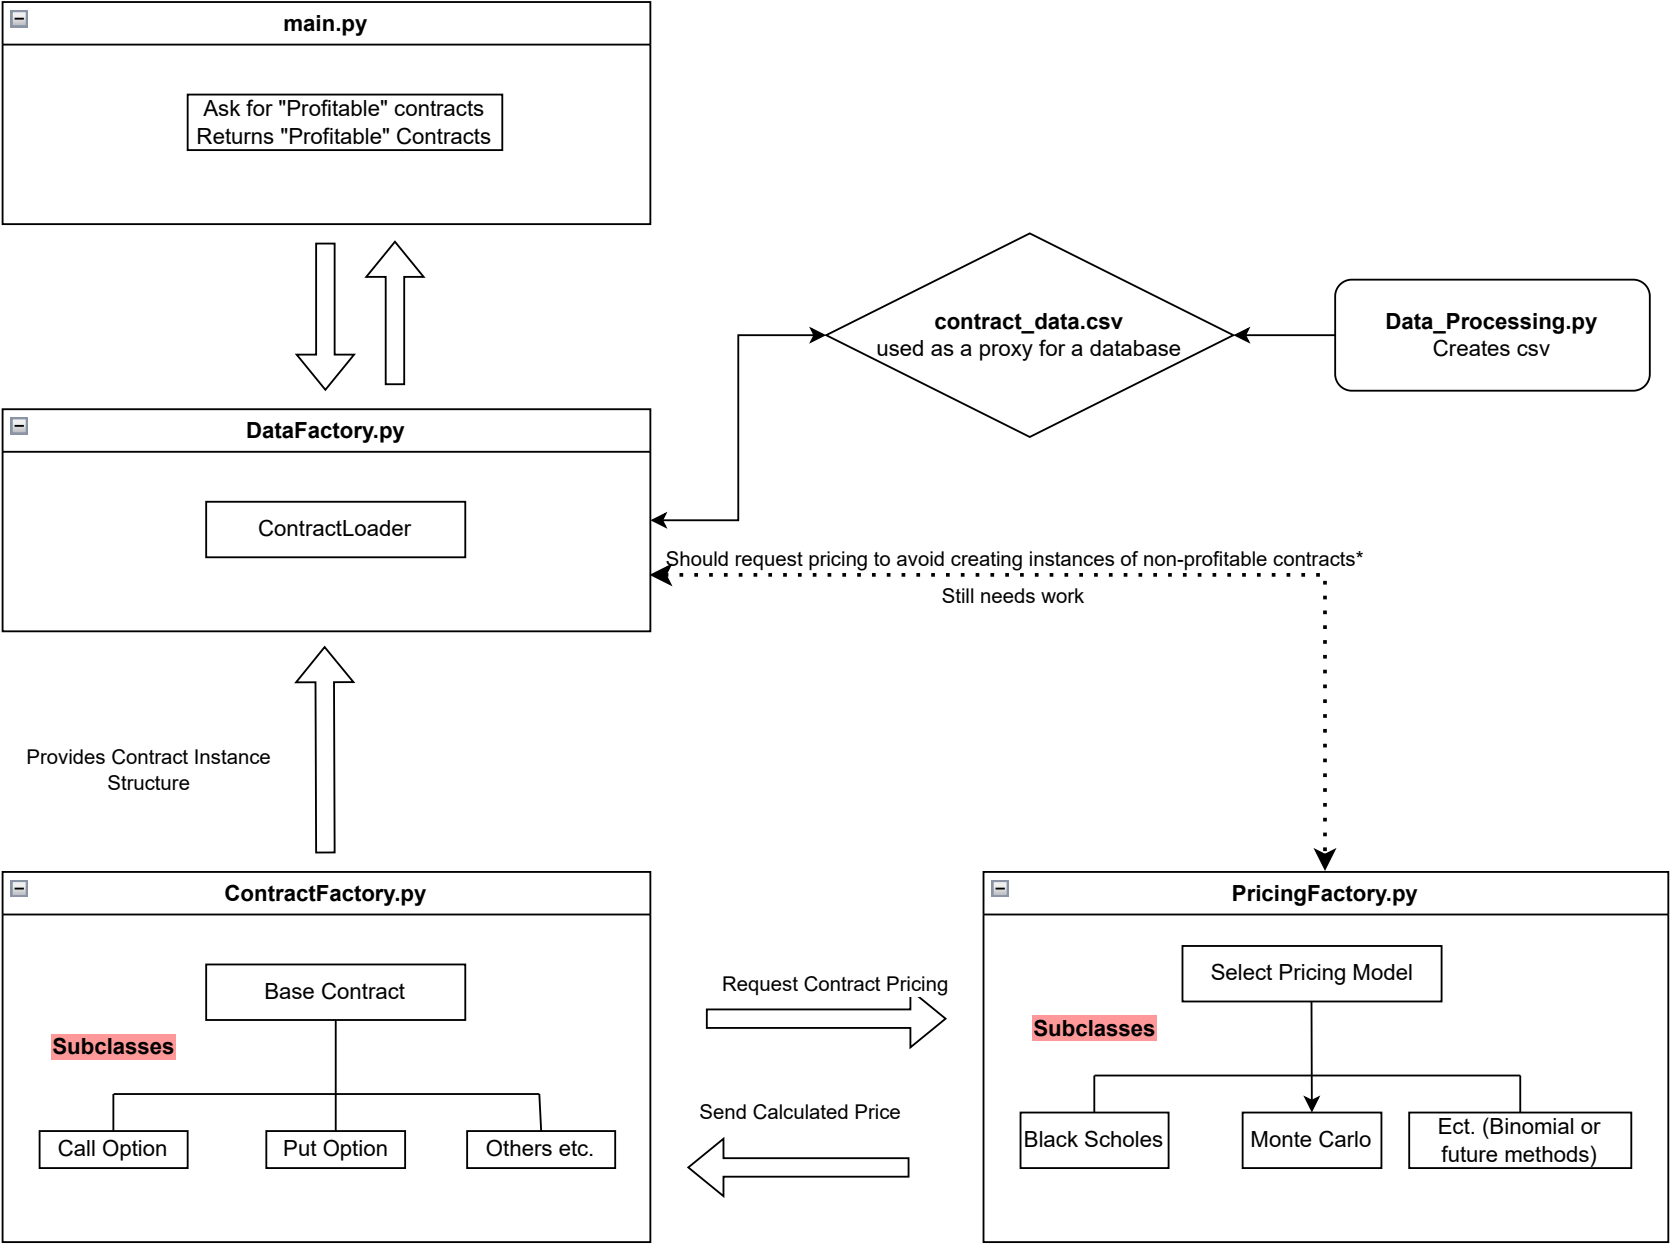 main.py
Ask for "Profitable" contracts
Returns "Profitable" Contracts
contract_data.csv
used as a proxy for a database
Data_Processing.py
Creates csv
DataFactory.py
ContractLoader
Should request pricing to avoid creating instances of non-profitable contracts*
Still needs work
Provides Contract Instance
Structure
ContractFactory.py
Base Contract
Subclasses
Call Option
Put Option
Others etc.
Request Contract Pricing
Send Calculated Price
PricingFactory.py
Select Pricing Model
Subclasses
Black Scholes
Monte Carlo
Ect. (Binomial or
future methods)